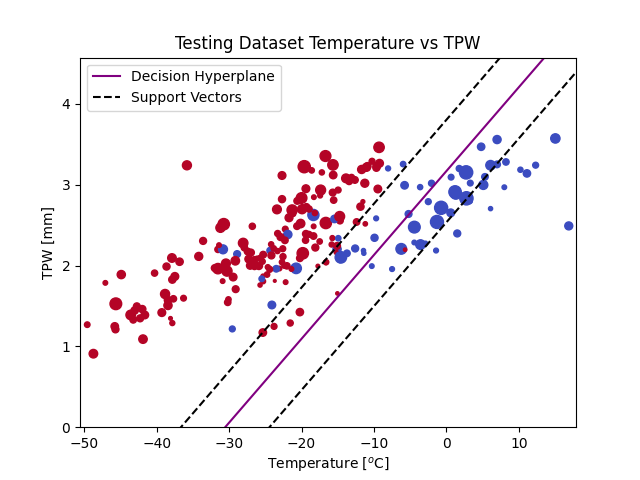 Testing Dataset Temperature vs TPW
Decision Hyperplane
Support Vectors
TPW [mm]
4
3
2
1
0
−50 −40 −30 −20 −10 0 10
Temperature [°C]